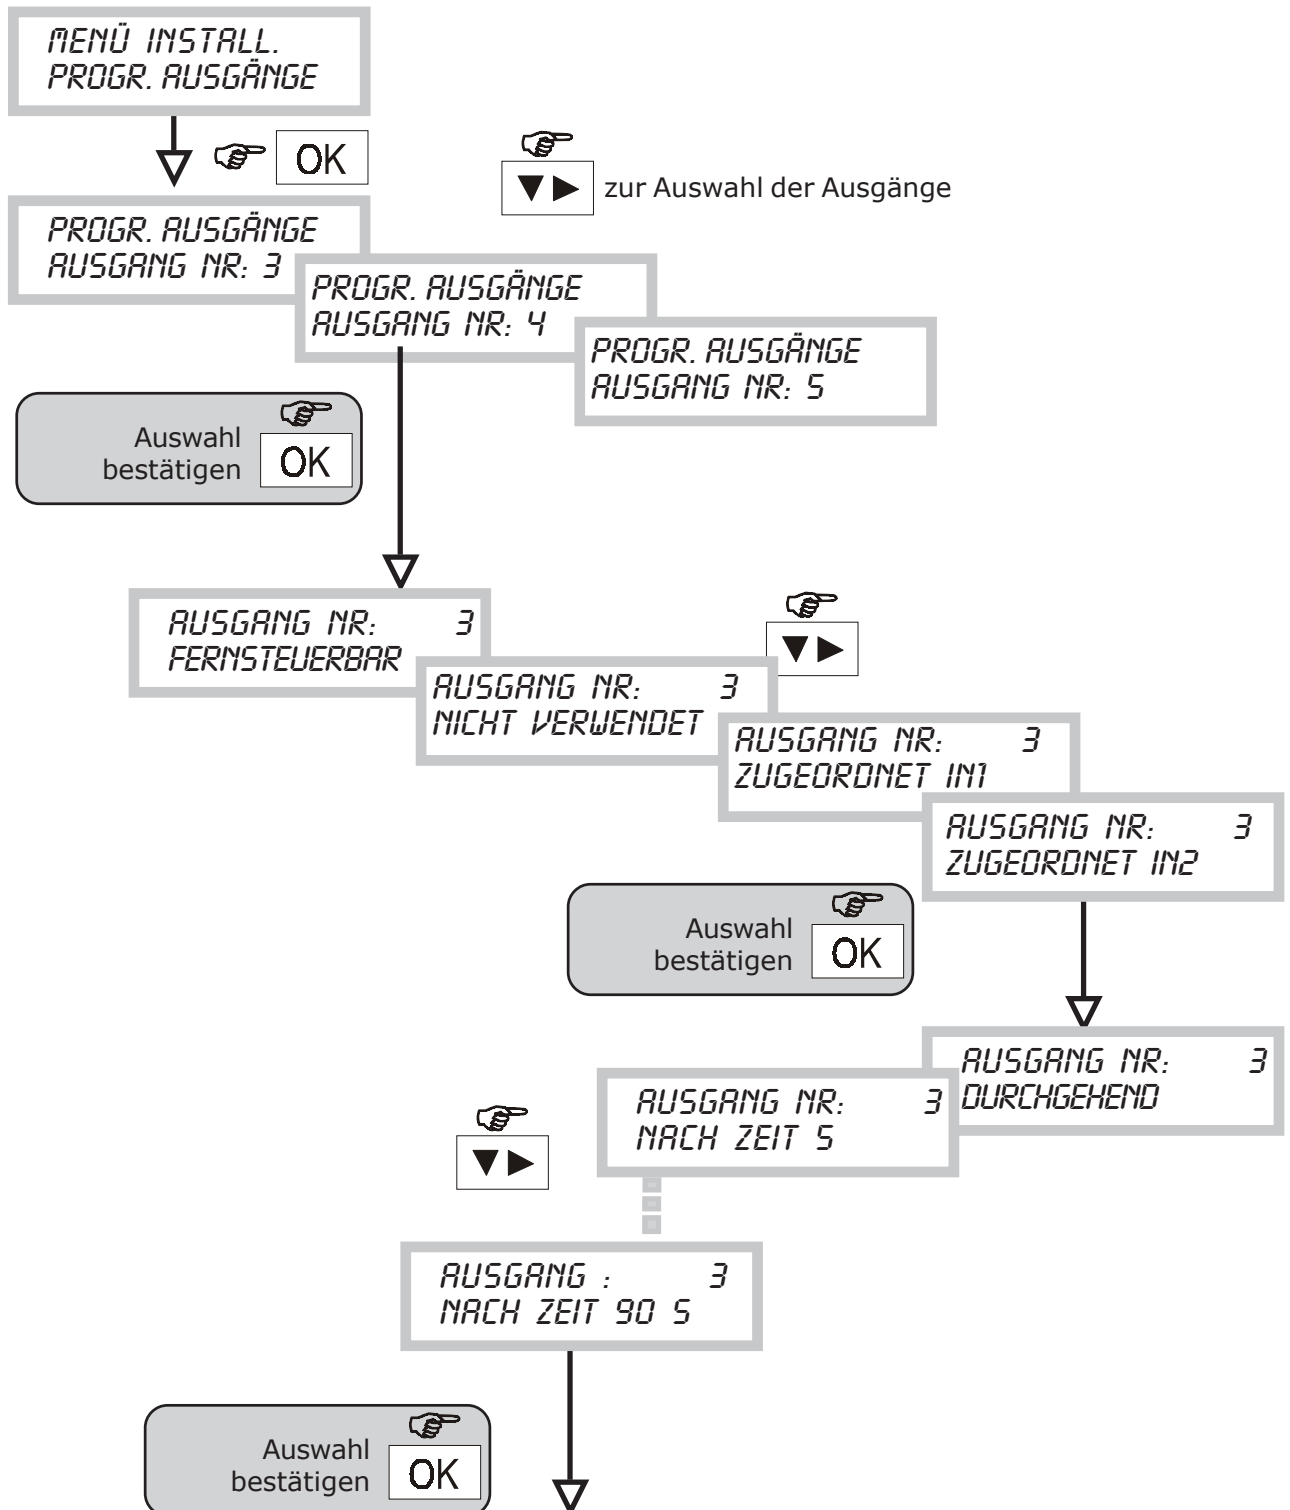 MENÜ INSTALL.
PROGR. AUSGÄNGE
OK
zur Auswahl der Ausgänge
PROGR. AUSGÄNGE
AUSGANG NR: 3
PROGR. AUSGÄNGE
AUSGANG NR: 4
PROGR. AUSGÄNGE
AUSGANG NR: 5
Auswahl
bestätigen
OK
AUSGANG NR: 3
FERNSTEUERBAR
AUSGANG NR: 3
NICHT VERWENDET
AUSGANG NR: 3
ZUGEORDNET IN1
AUSGANG NR: 3
ZUGEORDNET IN2
Auswahl
bestätigen
OK
AUSGANG NR: 3
DURCHGEHEND
AUSGANG NR: 3
NACH ZEIT 5
AUSGANG : 3
NACH ZEIT 90 S
Auswahl
bestätigen
OK